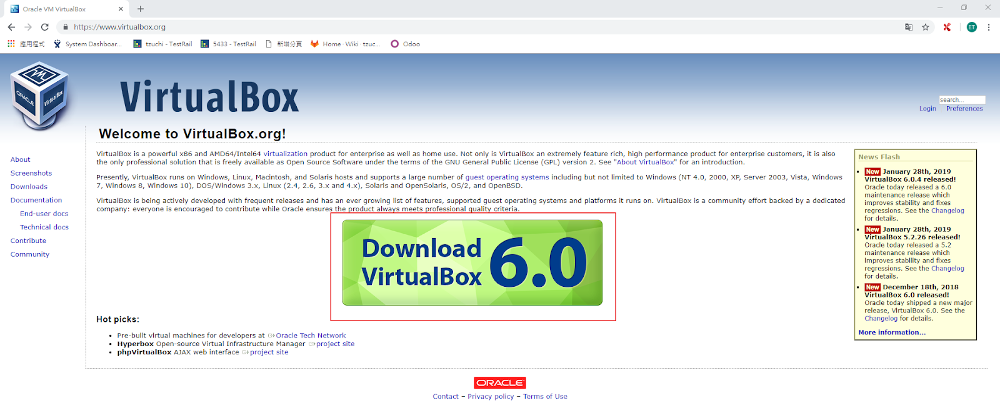 Oracle VM VirtualBox
https://www.virtualbox.org
ET
應用程式
System Dashboar...
tzuchi - TestRail
5433 - TestRail
新增分頁
Home · Wiki · tzuc...
Odoo
ORACLE
VirtualBox
VirtualBox
search...
Login Preferences
About
Screenshots
Downloads
Documentation
End-user docs
Technical docs
Contribute
Community
Welcome to VirtualBox.org!
VirtualBox is a powerful x86 and AMD64/Intel64 virtualization product for enterprise as well as home use. Not only is VirtualBox an extremely feature rich, high performance product for enterprise customers, it is also
the only professional solution that is freely available as Open Source Software under the terms of the GNU General Public License (GPL) version 2. See "About VirtualBox" for an introduction.
Presently, VirtualBox runs on Windows, Linux, Macintosh, and Solaris hosts and supports a large number of guest operating systems including but not limited to Windows (NT 4.0, 2000, XP, Server 2003, Vista, Windows
7, Windows 8, Windows 10), DOS/Windows 3.x, Linux (2.4, 2.6, 3.x and 4.x), Solaris and OpenSolaris, OS/2, and OpenBSD.
VirtualBox is being actively developed with frequent releases and has an ever growing list of features, supported guest operating systems and platforms it runs on. VirtualBox is a community effort backed by a dedicated
company: everyone is encouraged to contribute while Oracle ensures the product always meets professional quality criteria.
Download
VirtualBox
6.0
Hot picks:
Pre-built virtual machines for developers at Oracle Tech Network
Hyperbox Open-source Virtual Infrastructure Manager project site
phpVirtualBox AJAX web interface project site
News Flash
New January 28th, 2019
VirtualBox 6.0.4 released!
Oracle today released a 6.0
maintenance release which
improves stability and fixes
regressions. See the Changelog
for details.
New January 28th, 2019
VirtualBox 5.2.26 released!
Oracle today released a 5.2
maintenance release which
improves stability and fixes
regressions. See the Changelog
for details.
New December 18th, 2018
VirtualBox 6.0 released!
Oracle today shipped a new major
release, VirtualBox 6.0. See the
Changelog for details.
More information...
ORACLE
Contact – Privacy policy – Terms of Use